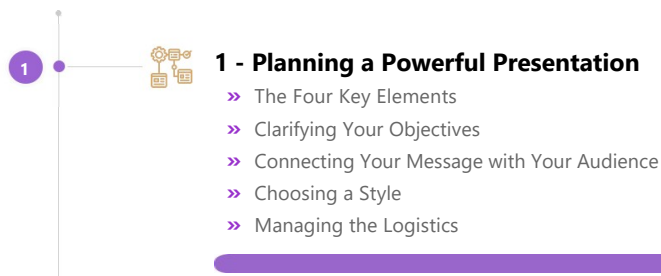 1
1 - Planning a Powerful Presentation
The Four Key Elements
Clarifying Your Objectives
Connecting Your Message with Your Audience
Choosing a Style
Managing the Logistics